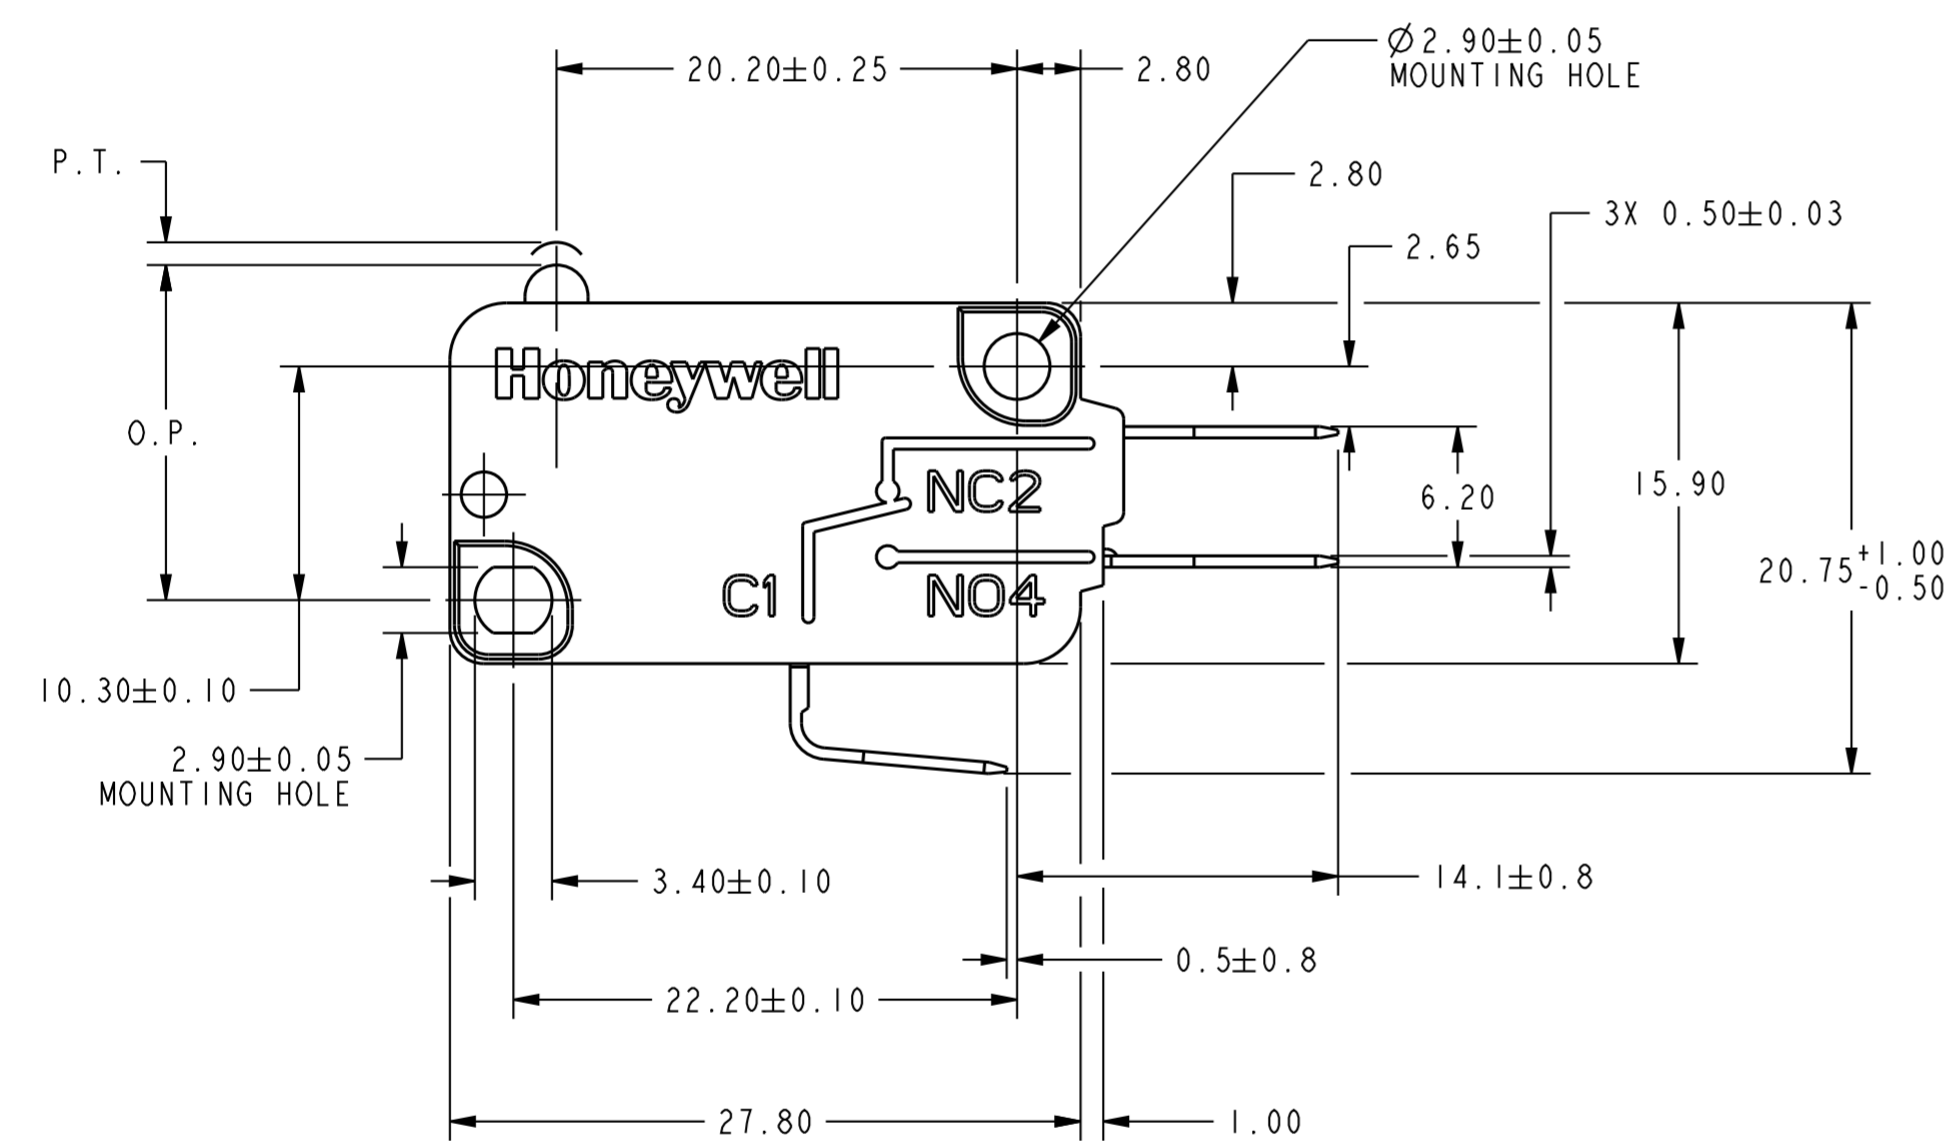 20.20±0.25
2.80
Ø2.90±0.05
MOUNTING HOLE
P.T.
2.80
3X 0.50±0.03
2.65
Honeywell
O.P.
NC2
6.20
15.90
20.75+1.00
-0.50
C1
NO4
10.30±0.10
2.90±0.05
MOUNTING HOLE
3.40±0.10
14.1±0.8
0.5±0.8
22.20±0.10
27.80
1.00